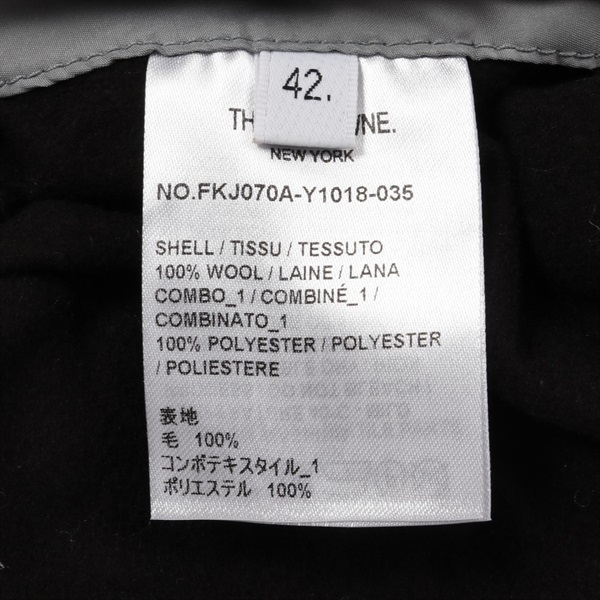 42.
NEW YORK
NO.FKJ070A-Y1018-035
SHELL / TISSU / TESSUTO
100% WOOL / LAINE / LANA
COMBO_1 / COMBINÉ_1 /
COMBINATO_1
100% POLYESTER / POLYESTER
/ POLIESTERE
表地
毛 100%
コンボテキスタイル_1
ポリエステル 100%